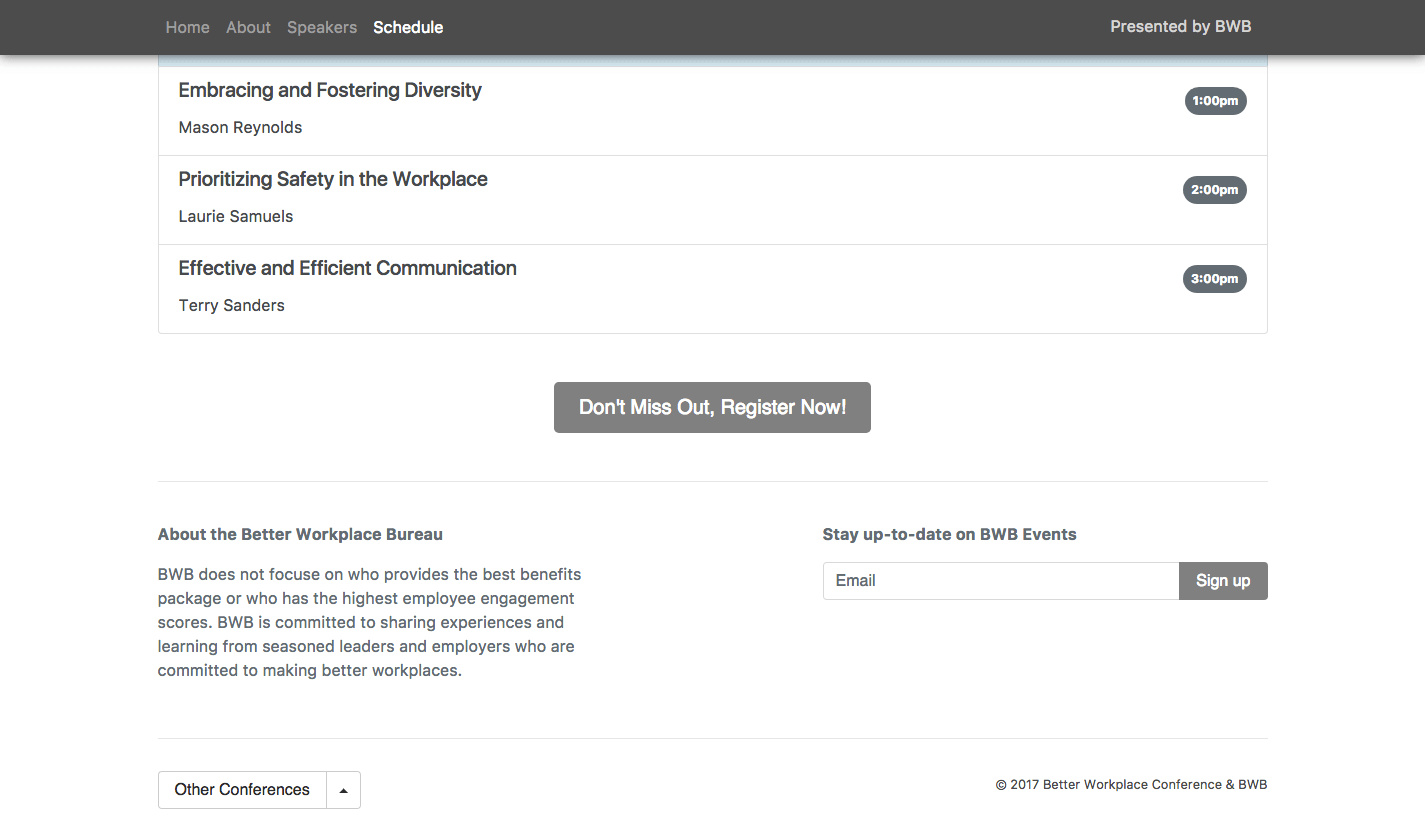 Home About Speakers Schedule Presented by BWB
Embracing and Fostering Diversity 1:00pm
Mason Reynolds
Prioritizing Safety in the Workplace 2:00pm
Laurie Samuels
Effective and Efficient Communication 3:00pm
Terry Sanders
Don't Miss Out, Register Now!
About the Better Workplace Bureau
BWB does not focus on who provides the best benefits
package or who has the highest employee engagement
scores. BWB is committed to sharing experiences and
learning from seasoned leaders and employers who are
committed to making better workplaces.
Stay up-to-date on BWB Events
Email Sign up
Other Conferences
© 2017 Better Workplace Conference & BWB